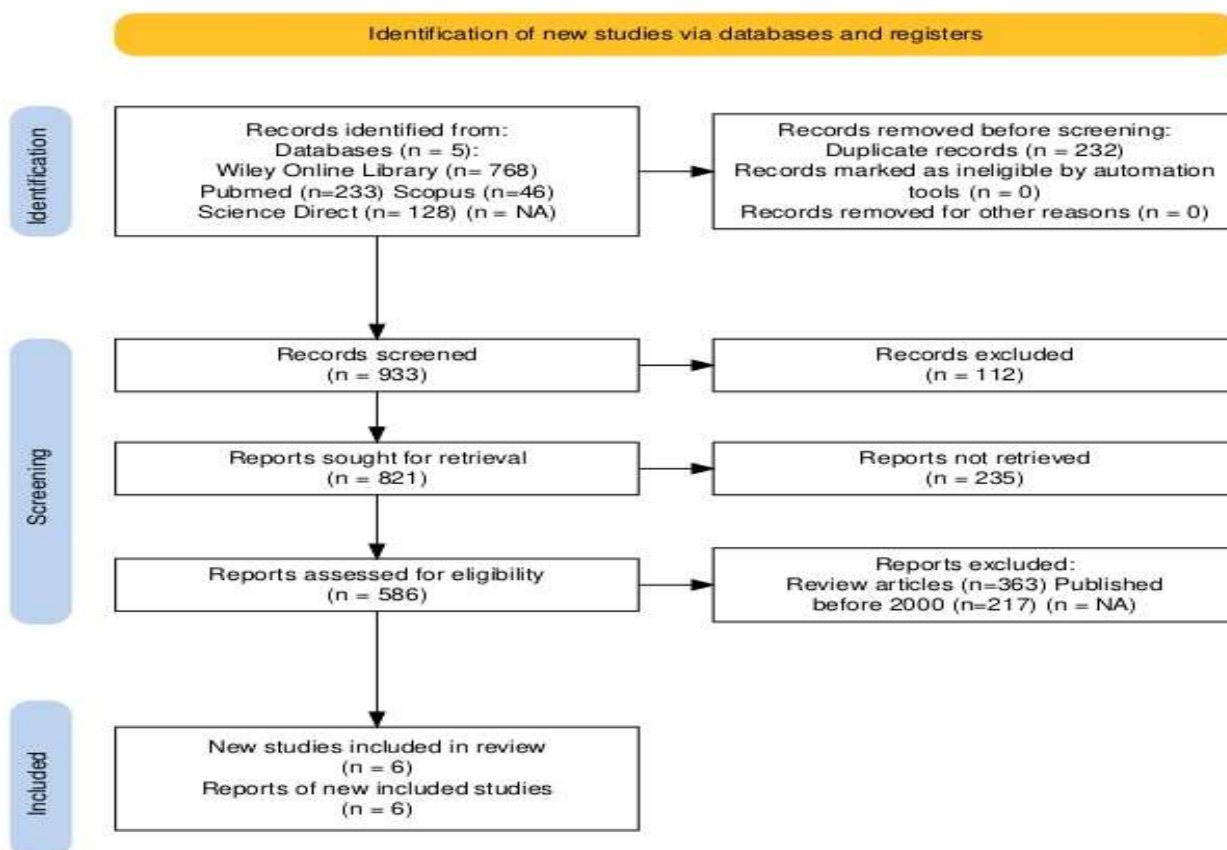 Identification of new studies via databases and registers
Identification
Records identified from:
Databases (n = 5):
Wiley Online Library (n= 768)
Pubmed (n=233) Scopus (n=46)
Science Direct (n= 128) (n = NA)
Records removed before screening:
Duplicate records (n = 232)
Records marked as ineligible by automation
tools (n = 0)
Records removed for other reasons (n = 0)
Screening
Records screened
(n = 933)
Records excluded
(n = 112)
Reports sought for retrieval
(n = 821)
Reports not retrieved
(n = 235)
Reports assessed for eligibility
(n = 586)
Reports excluded:
Review articles (n=363) Published
before 2000 (n=217) (n = NA)
Included
New studies included in review
(n = 6)
Reports of new included studies
(n = 6)